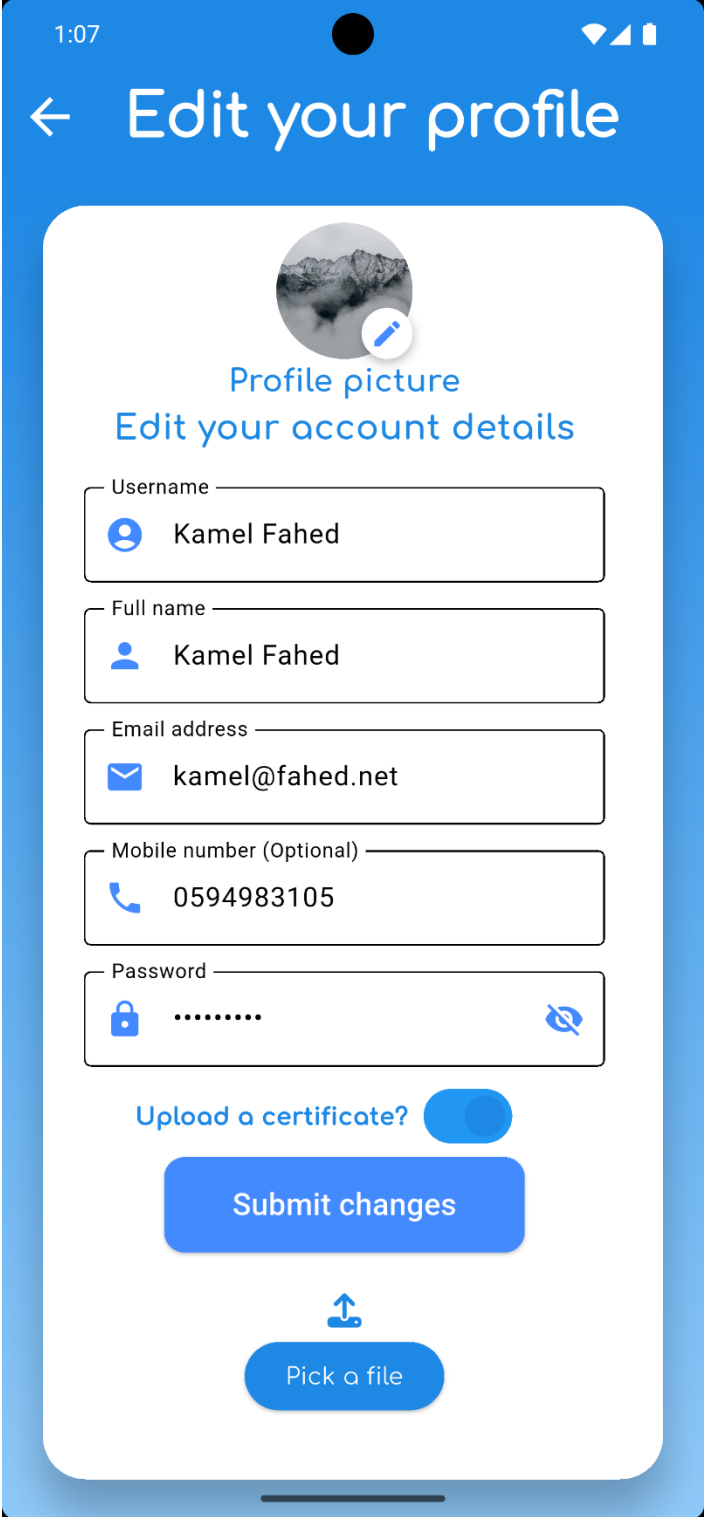 1:07
Edit your profile
Profile picture
Edit your account details
Username
Kamel Fahed
Full name
Kamel Fahed
Email address
kamel@fahed.net
Mobile number (Optional)
0594983105
Password
•••••••••
Upload a certificate?
Submit changes
Pick a file